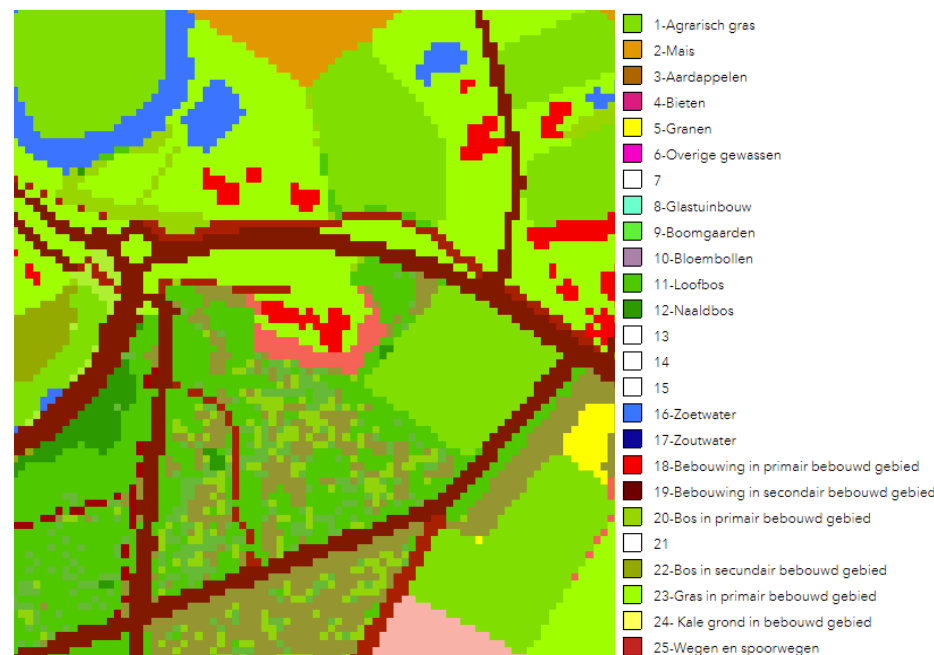 1-Agrarisch gras
2-Mais
3-Aardappelen
4-Bieten
5-Granen
6-Overige gewassen
7
8-Glastuinbouw
9-Boomgaarden
10-Bloembollen
11-Loofbos
12-Naaldbos
13
14
15
16-Zoetwater
17-Zoutwater
18-Bebouwing in primair bebouwd gebied
19-Bebouwing in secondair bebouwd gebied
20-Bos in primair bebouwd gebied
21
22-Bos in secundair bebouwd gebied
23-Gras in primair bebouwd gebied
24- Kale grond in bebouwd gebied
25-Wegen en spoorwegen